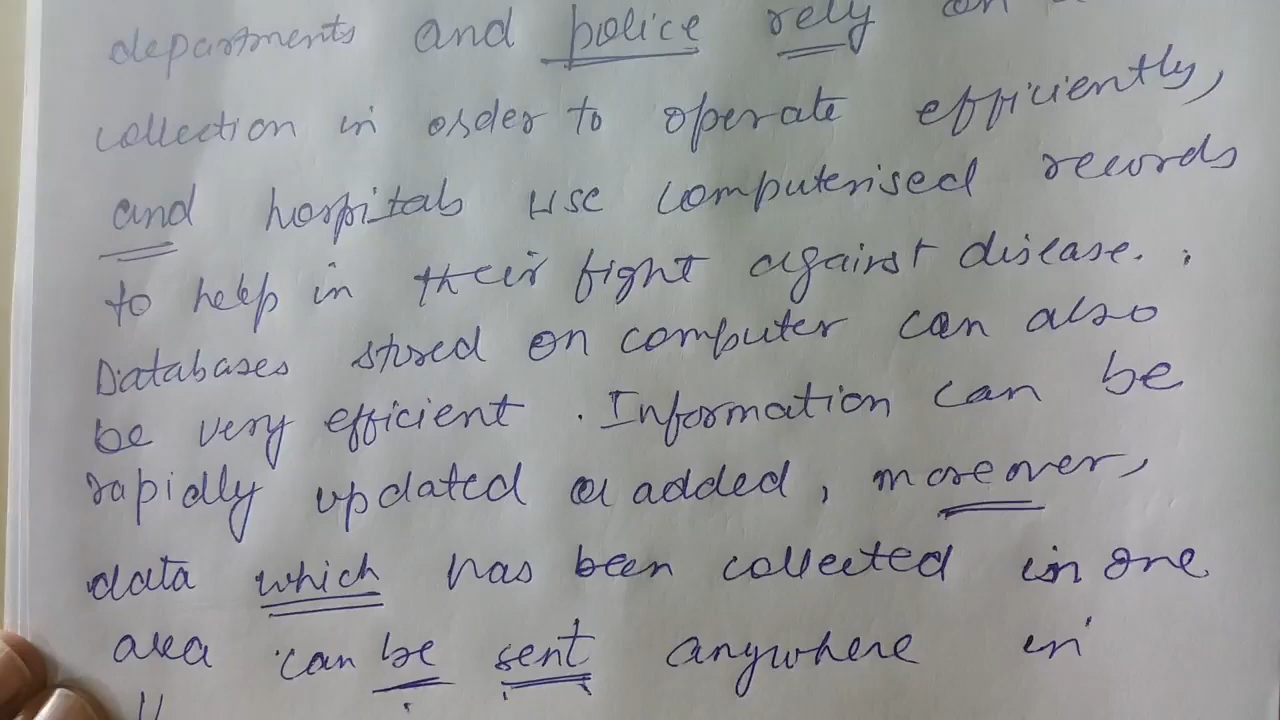 departments and police rely on
collection in order to operate efficiently,
and hospitals use computerised records
to help in their fight against disease.
Databases stored on computer can also
be very efficient. Information can be
rapidly updated or added, moreover,
data which has been collected in one
area can be sent anywhere in